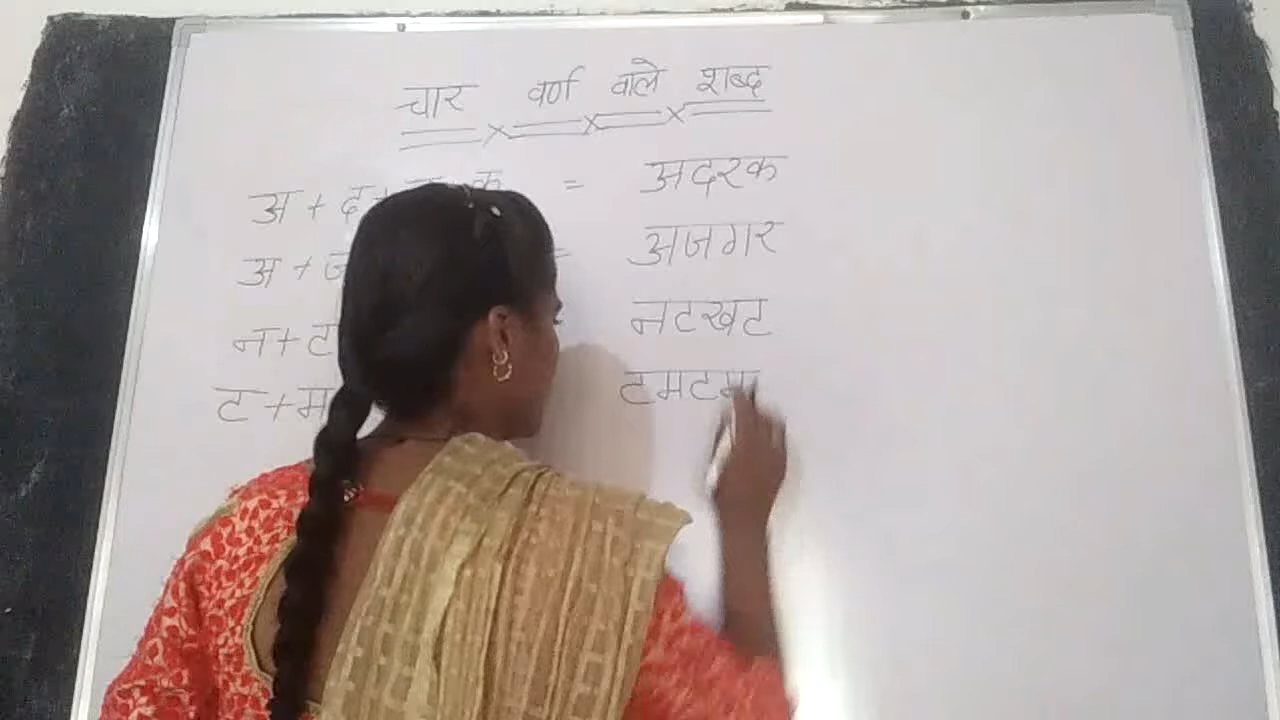 चार वर्ण वाले शब्द
अ + द + क = अदरक
अ + ज = अजगर
न + ट नटखट
ट + म टमटम